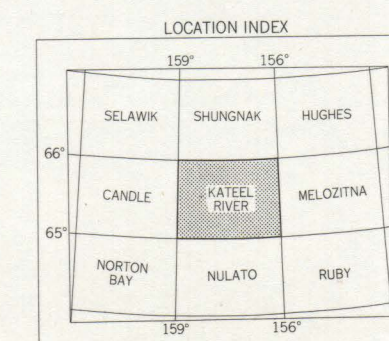 LOCATION INDEX
159° 156°
SELAWIK SHUNGNAK HUGHES
66°
CANDLE KATEEL RIVER MELOZITNA
65°
NORTON BAY NULATO RUBY
159° 156°